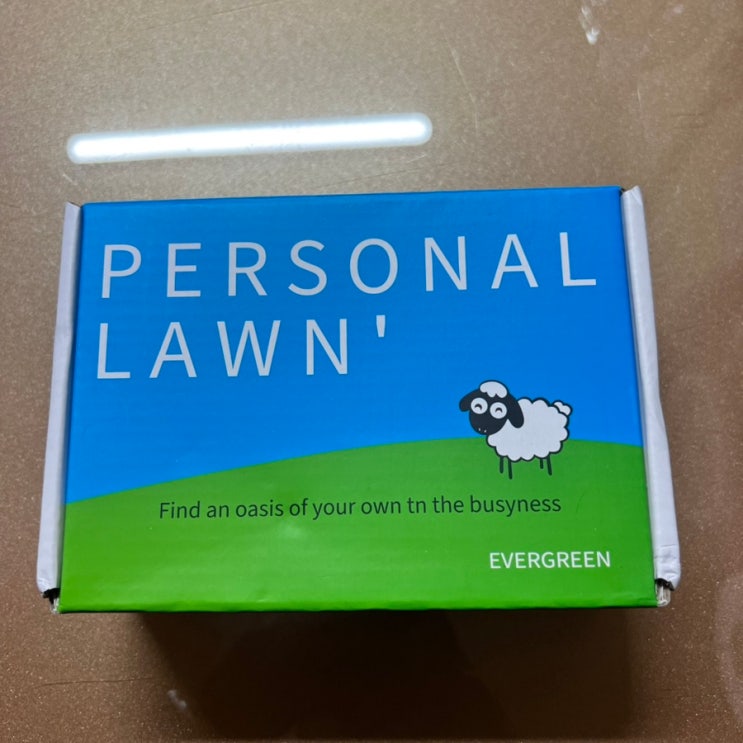 PERSONAL
LAWN'
Find an oasis of your own tn the busyness
EVERGREEN